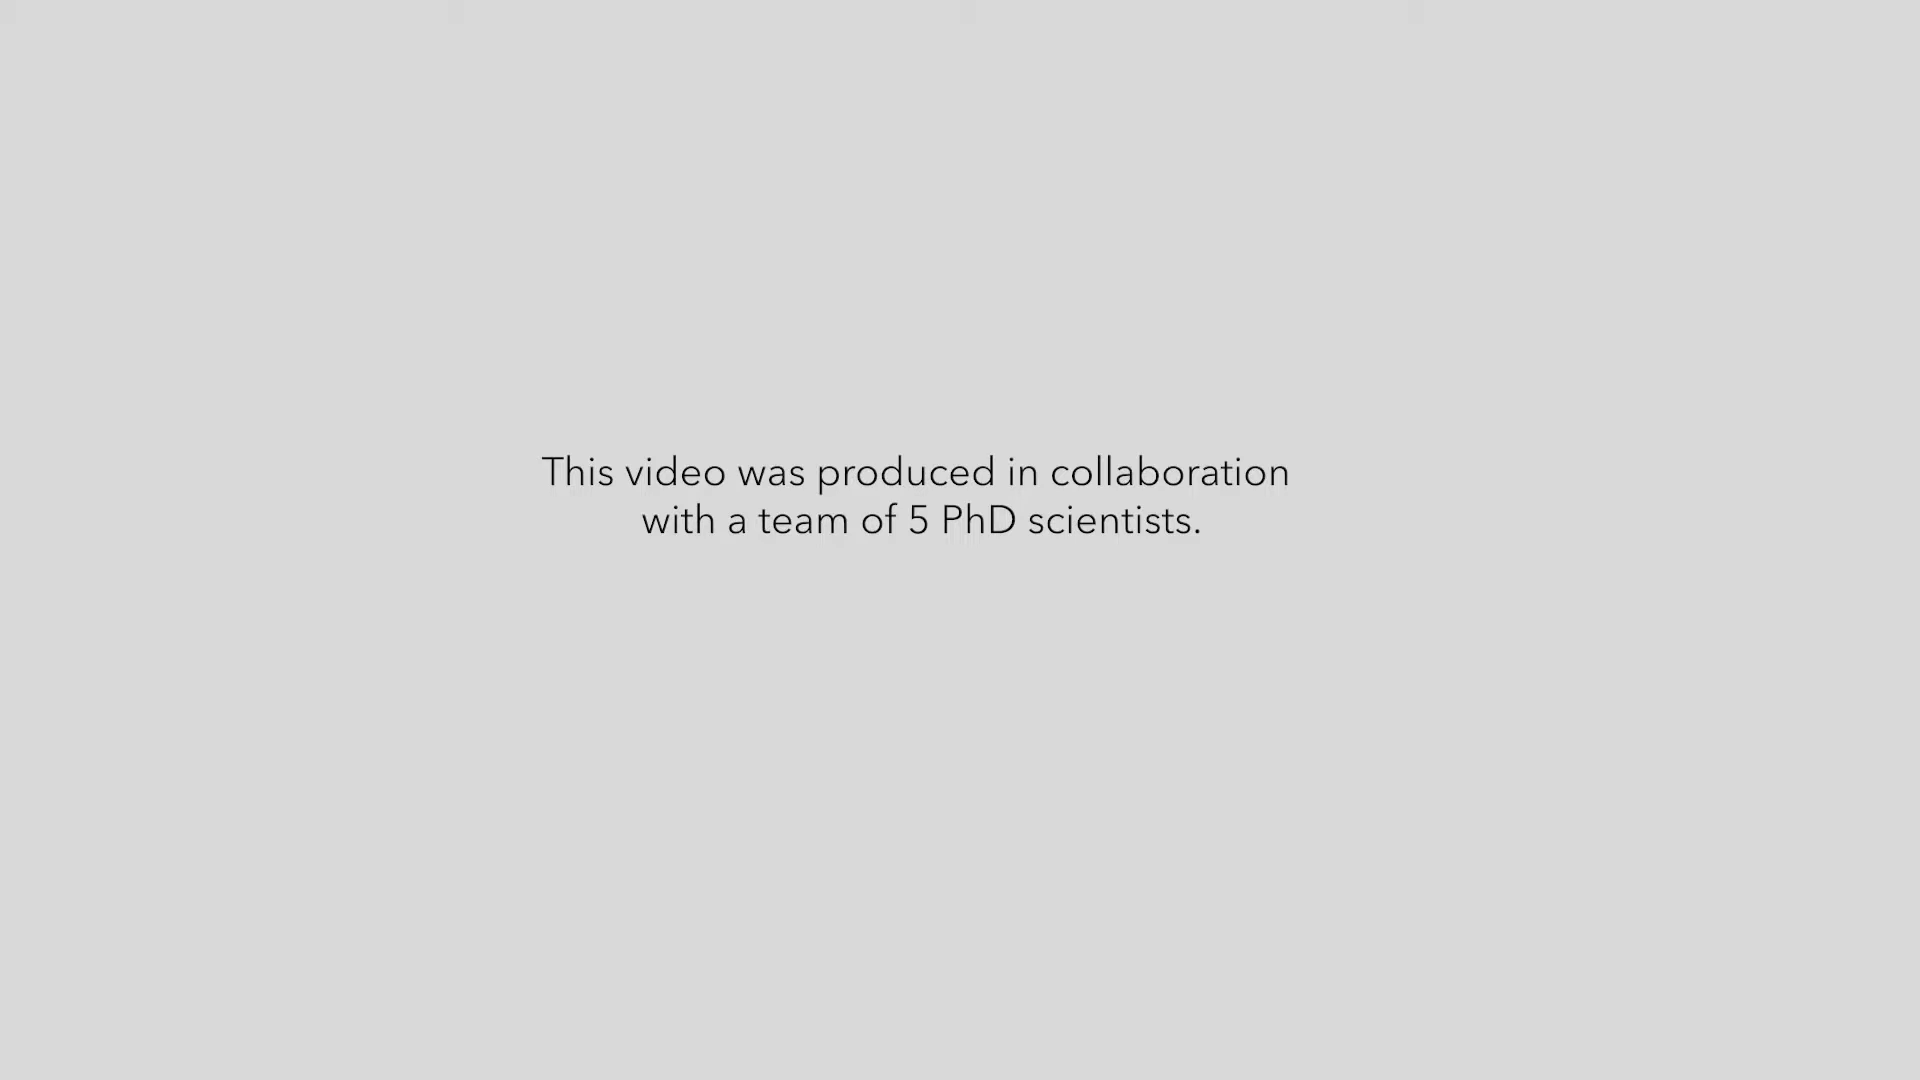 This video was produced in collaboration
with a team of 5 PhD scientists.